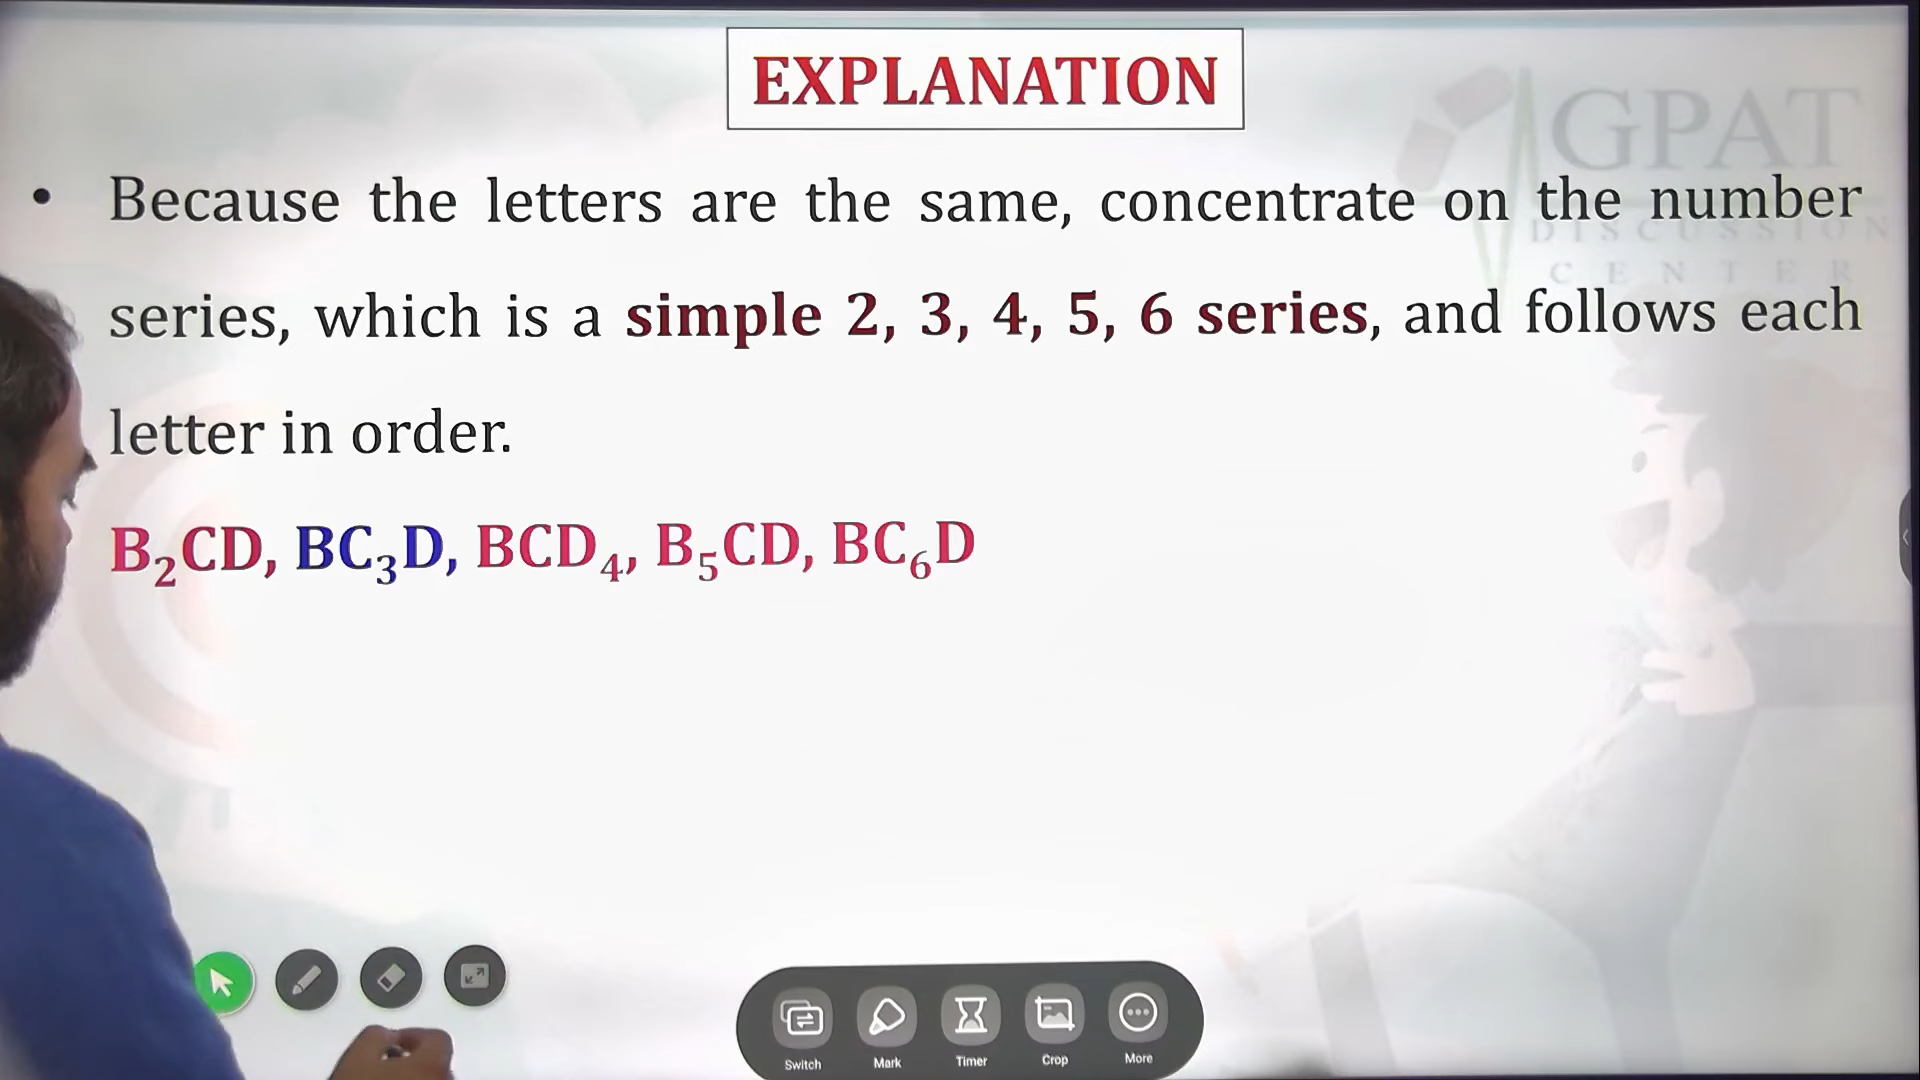 EXPLANATION
GPAT
DISCUSSION
CENTER
• Because the letters are the same, concentrate on the number
series, which is a simple 2, 3, 4, 5, 6 series, and follows each
letter in order.
B₂CD, BC₃D, BCD₄, B₅CD, BC₆D
Switch Mark Timer Crop More